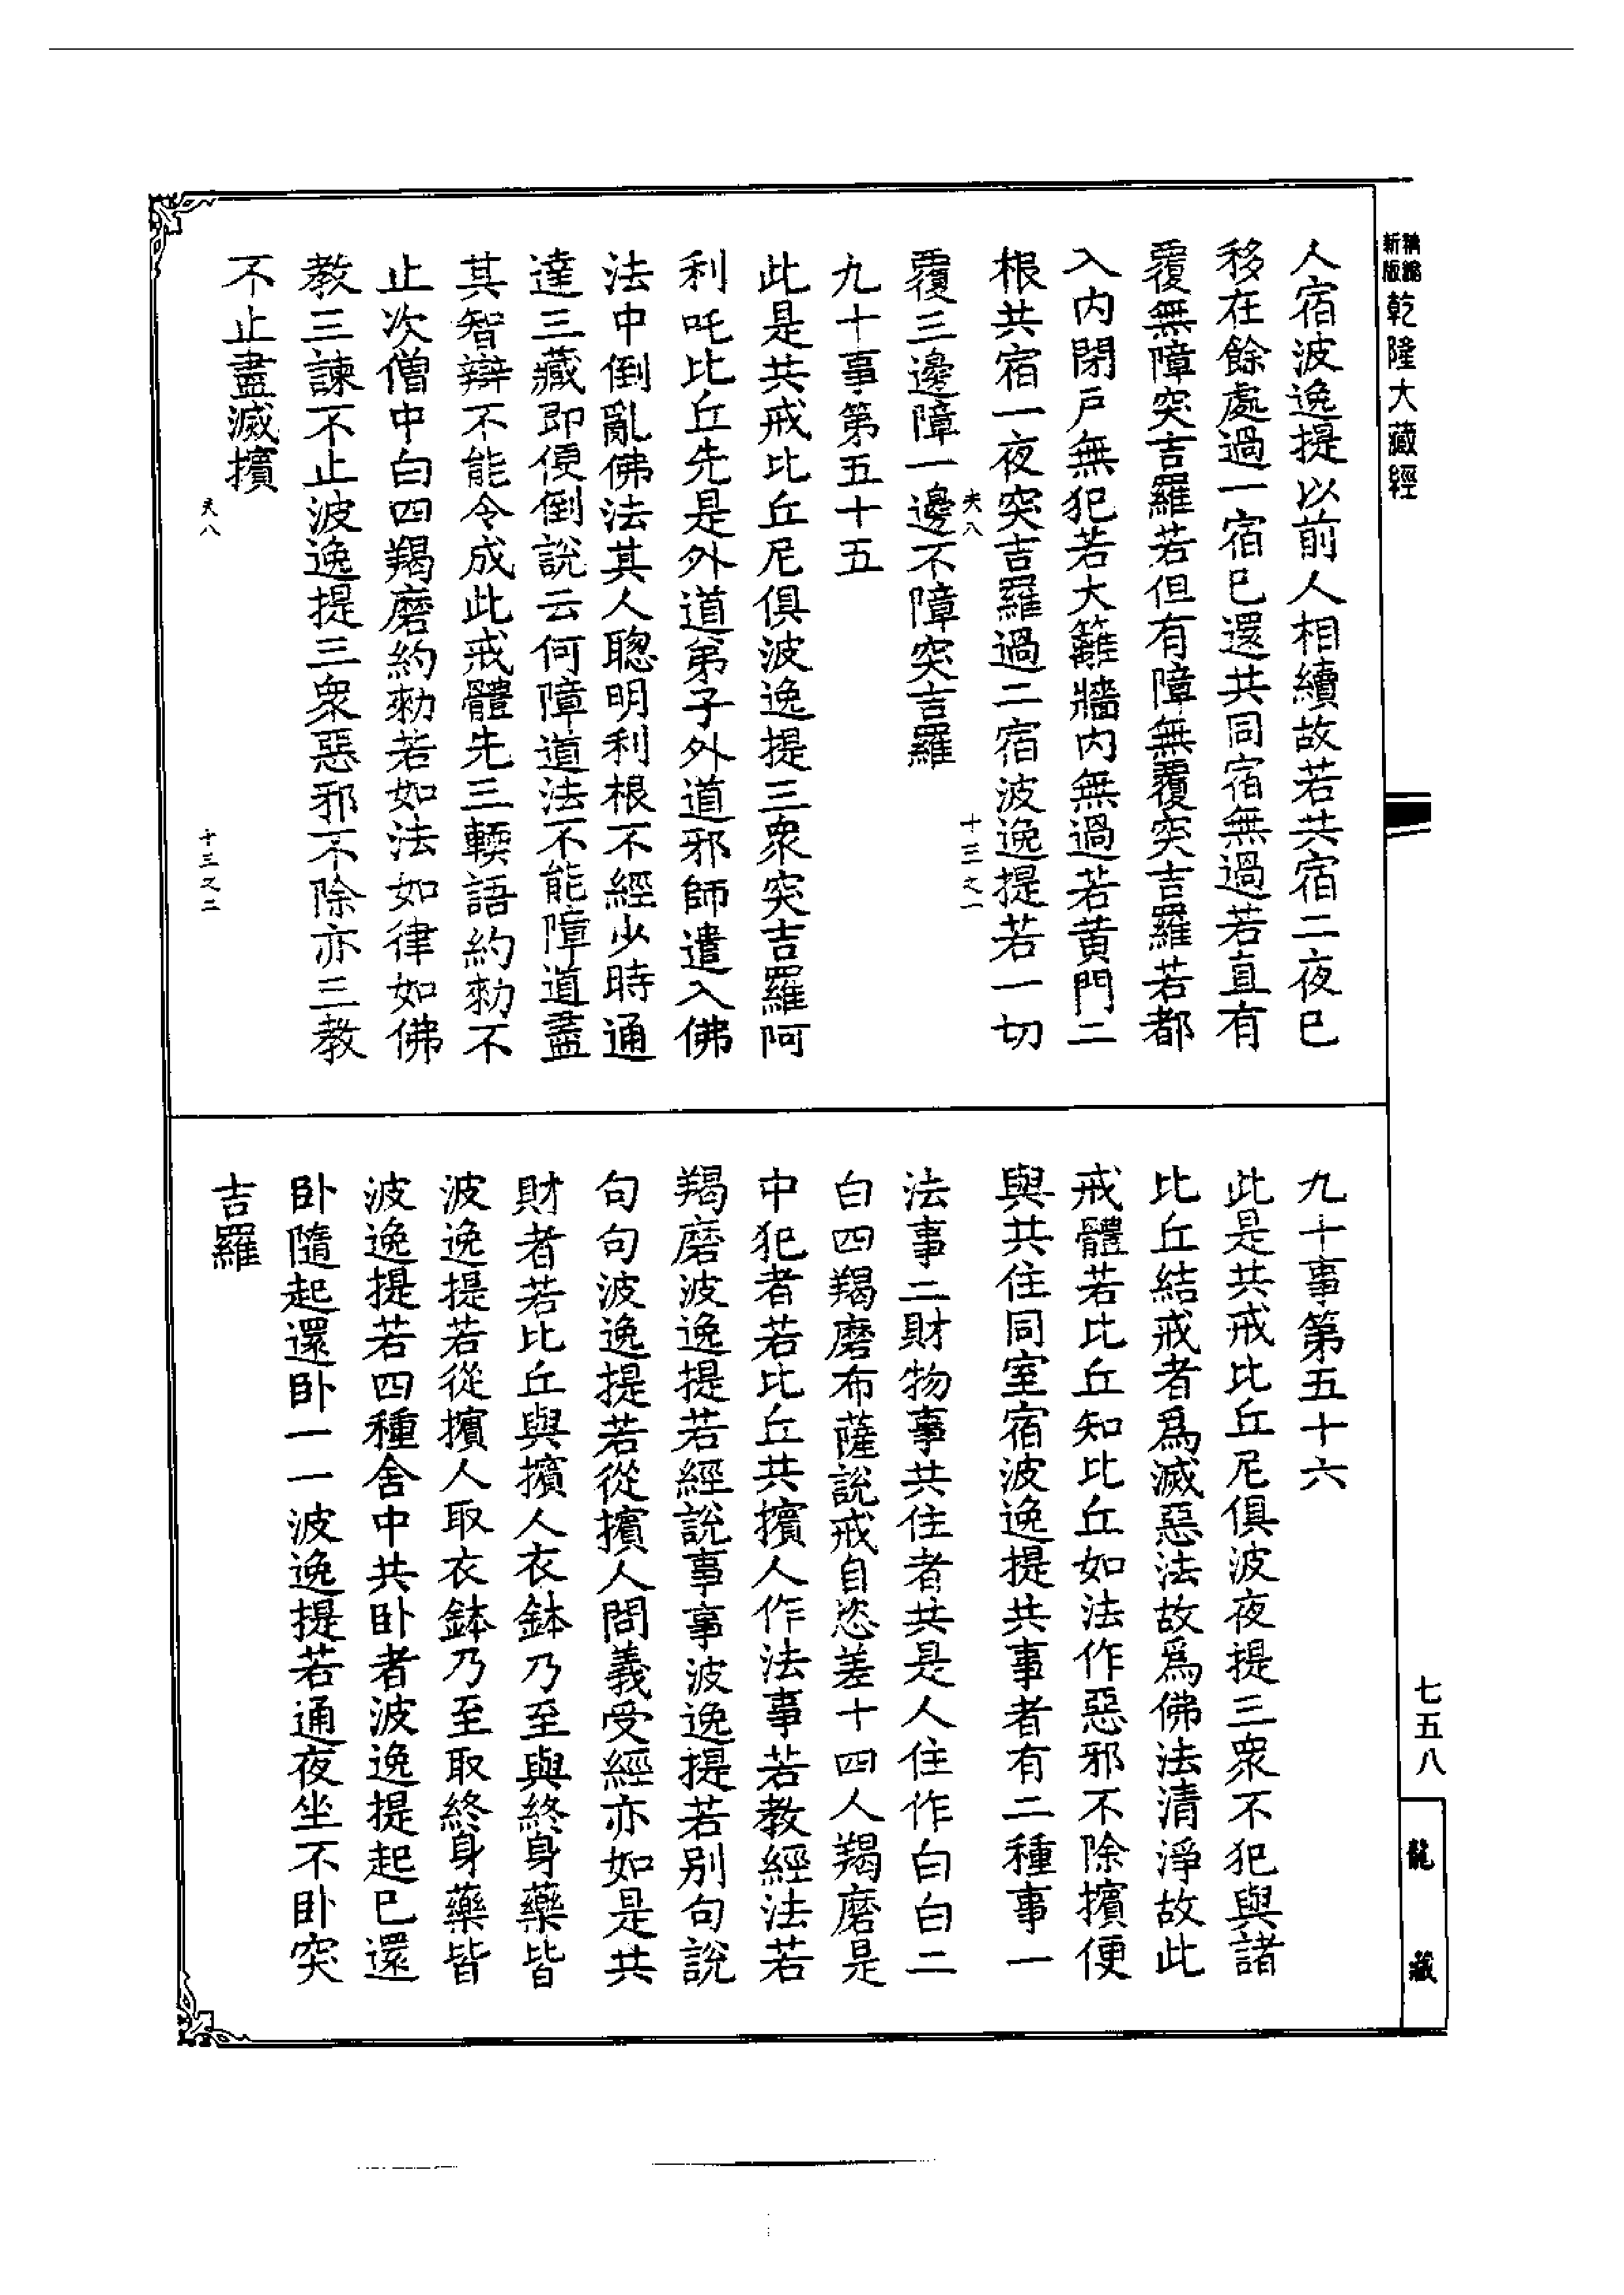 新版精縮乾隆大藏經
人宿波逸提以前人相續故若共宿二夜已
移在餘處過一宿已還共同宿無過若直有
覆無障突吉羅若但有障無覆突吉羅若都
入內閉戶無犯若大籬牆內無過若黃門二
根共宿一夜突吉羅過二宿波逸提若一切
夫八
十三之一
覆三邊障一邊不障突吉羅
九十事第五十五
此是共戒比丘尼俱波逸提三衆突吉羅阿
利吒比丘先是外道弟子外道邪師遣入佛
法中倒亂佛法其人聰明利根不經少時通
達三藏即便倒說云何障道法不能障道盡
其智辯不能令成此戒體先三輭語約勑不
止次僧中白四羯磨約勑若如法如律如佛
教三諫不止波逸提三衆惡邪不除亦三教
不止盡滅擯
夫八
十三之二
九十事第五十六
此是共戒比丘尼俱波夜提三衆不犯與諸
比丘結戒者爲滅惡法故爲佛法清淨故此
戒體若比丘知比丘如法作惡邪不除擯便
與共住同室宿波逸提共事者有二種事一
法事二財物事共住者共是人住作白白二
白四羯磨布薩說戒自恣差十四人羯磨是
中犯者若比丘共擯人作法事若教經法若
羯磨波逸提若經說事事波逸提若別句說
句句波逸提若從擯人問義受經亦如是共
財者若比丘與擯人衣鉢乃至與終身藥皆
波逸提若從擯人取衣鉢乃至取終身藥皆
波逸提若四種舍中共卧者波逸提起已還
卧隨起還卧一一波逸提若通夜坐不卧突
吉羅
七五八
龍藏